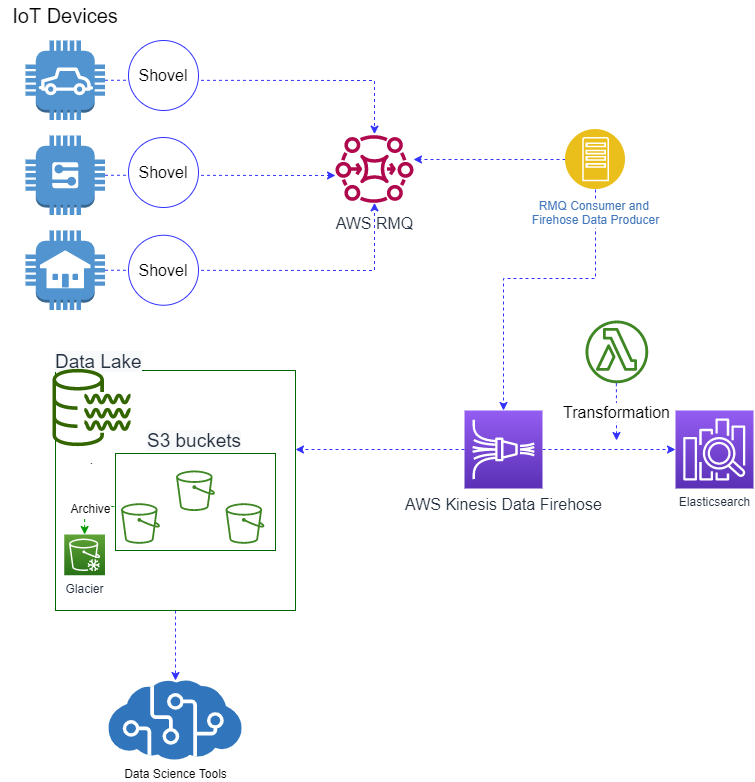 IoT Devices
Shovel
Shovel
Shovel
AWS RMQ
RMQ Consumer and
Firehose Data Producer
Data Lake
S3 buckets
Archive
Glacier
Transformation
AWS Kinesis Data Firehose
Elasticsearch
Data Science Tools